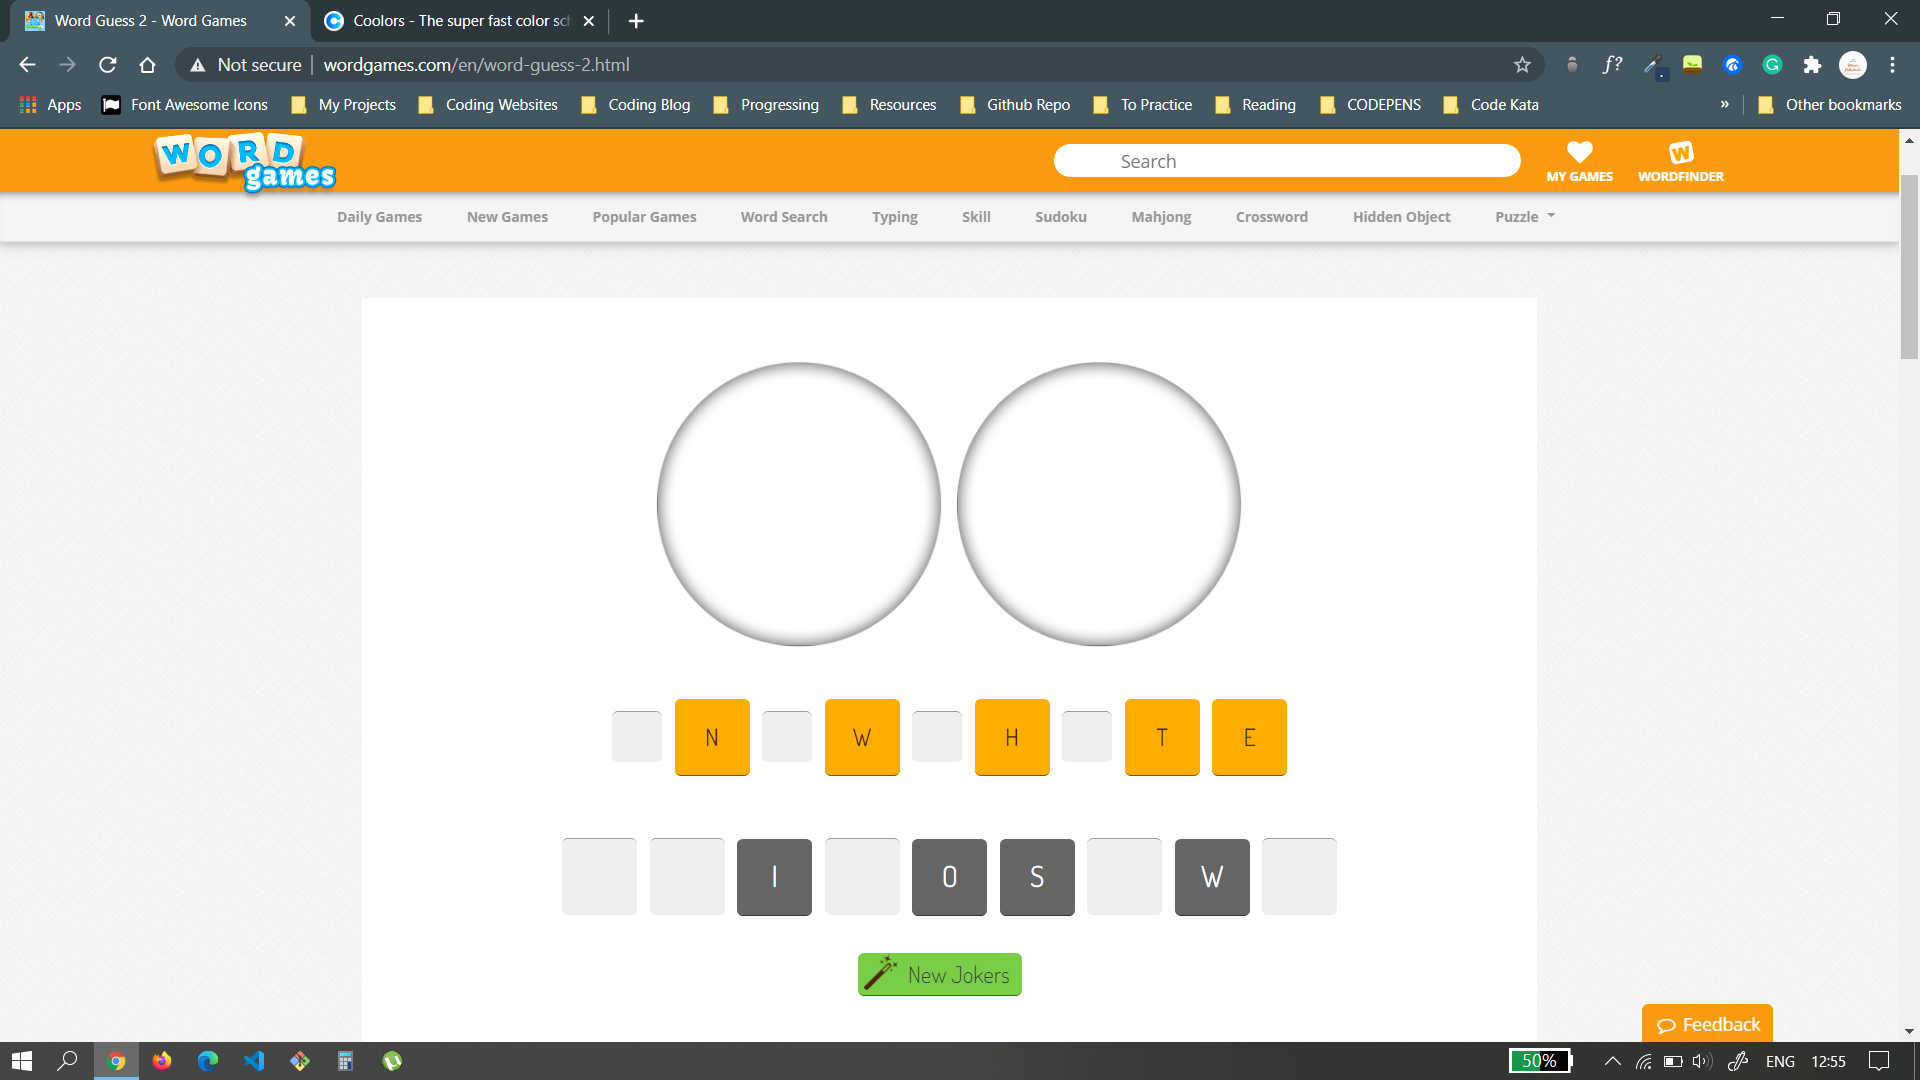 Word Guess 2 - Word Games
Coolors - The super fast color sch
Not secure
wordgames.com/en/word-guess-2.html
f?
Apps
Font Awesome Icons
My Projects
Coding Websites
Coding Blog
Progressing
Resources
Github Repo
To Practice
Reading
CODEPENS
Code Kata
»
Other bookmarks
WORD
games
Search
MY GAMES
W
WORDFINDER
Daily Games
New Games
Popular Games
Word Search
Typing
Skill
Sudoku
Mahjong
Crossword
Hidden Object
Puzzle
N W H T E
I O S W
New Jokers
Feedback
50%
ENG
12:55